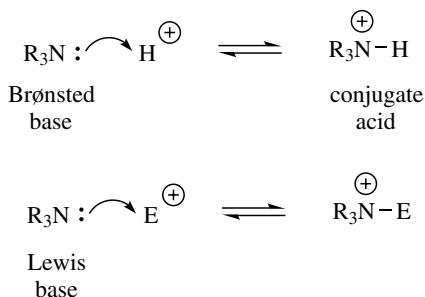 R₃N : H ⊕ ⇌ R₃N⊕–H
Brønsted conjugate
base acid
R₃N : E ⊕ ⇌ R₃N⊕–E
Lewis
base